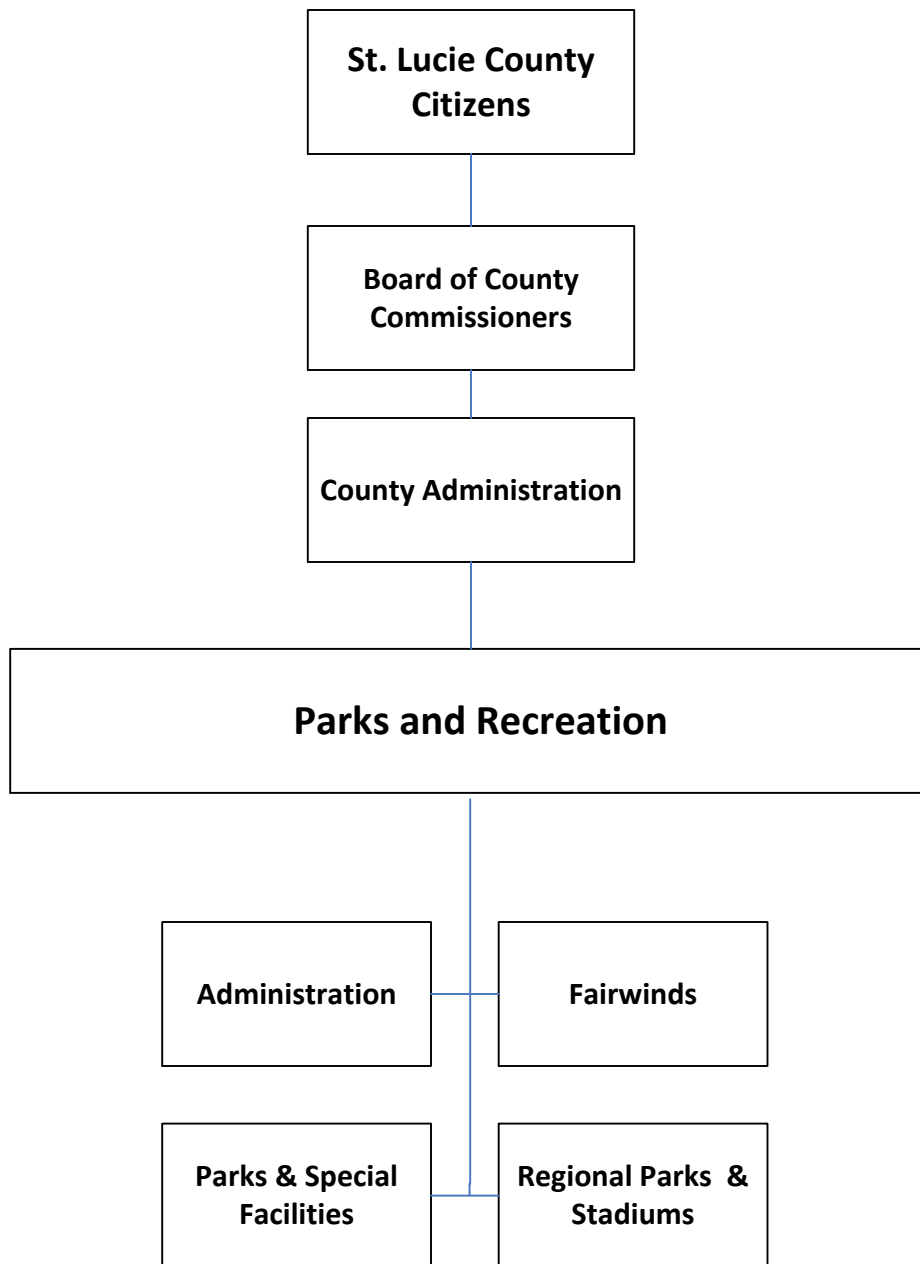 St. Lucie County
Citizens
Board of County
Commissioners
County Administration
Parks and Recreation
Administration
Fairwinds
Parks & Special
Facilities
Regional Parks  &
Stadiums